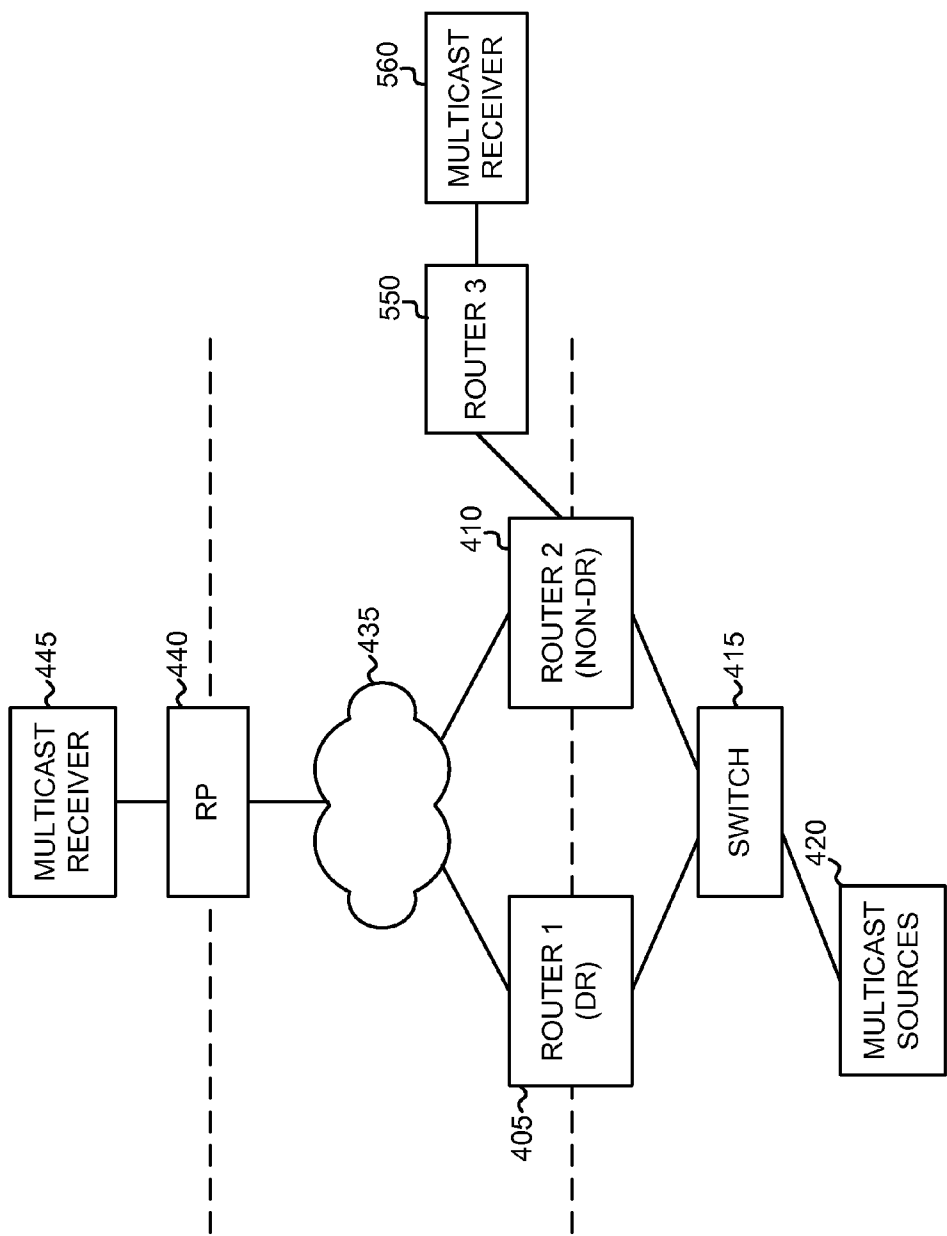 445
MULTICAST
RECEIVER
440
RP
435
560
MULTICAST
RECEIVER
550
ROUTER 3
405
ROUTER 1
(DR)
410
ROUTER 2
(NON-DR)
415
SWITCH
420
MULTICAST
SOURCES